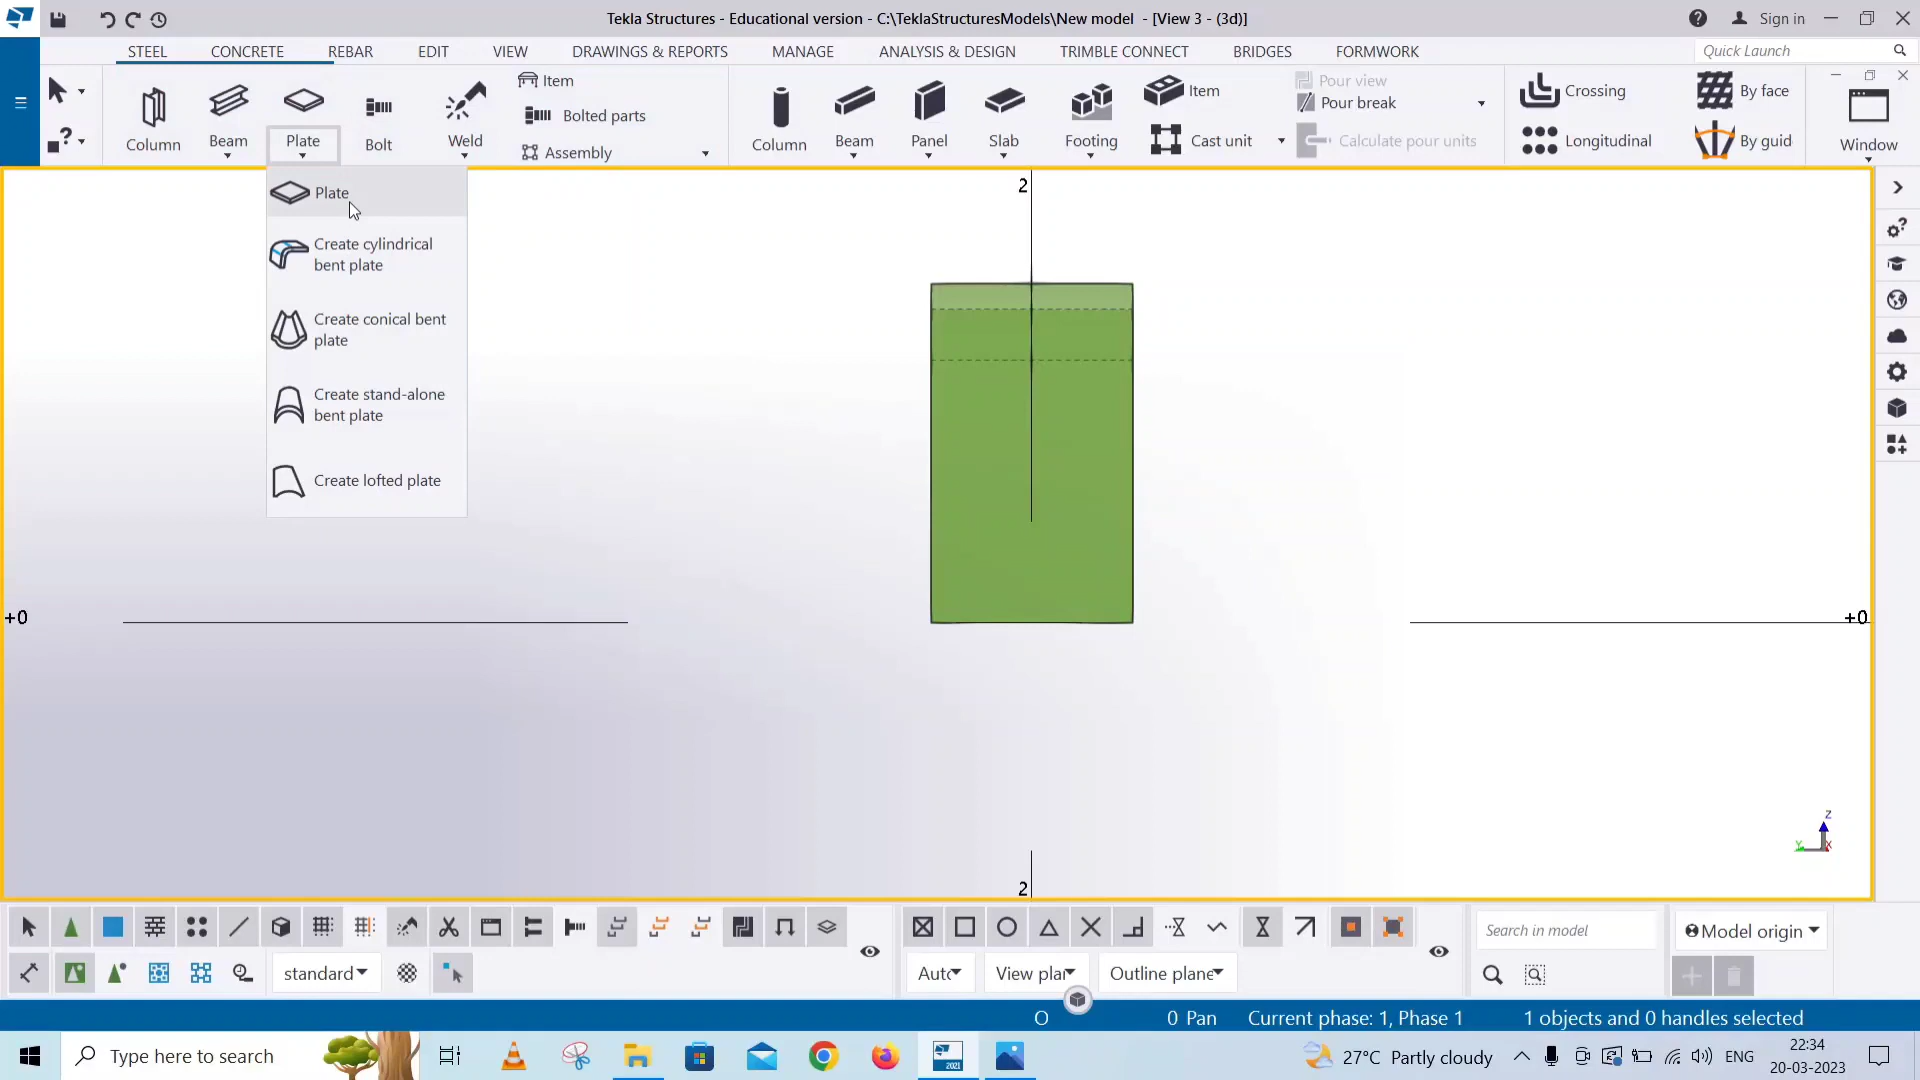 Tekla Structures - Educational version - C:\TeklaStructuresModels\New model - [View 3 - (3d)]
Sign in
STEEL CONCRETE REBAR EDIT VIEW DRAWINGS & REPORTS MANAGE ANALYSIS & DESIGN TRIMBLE CONNECT BRIDGES FORMWORK
Quick Launch
Column Beam Plate Bolt Weld
Item
Bolted parts
Assembly
Column Beam Panel Slab Footing
Item
Cast unit
Pour view
Pour break
Calculate pour units
Crossing
Longitudinal
By face
By guid
Window
Plate
Create cylindrical
bent plate
Create conical bent
plate
Create stand-alone
bent plate
Create lofted plate
2
+0
+0
2
Z
Y
X
standard
Auto
View plar
Outline plane
Search in model
Model origin
O
0 Pan
Current phase: 1, Phase 1
1 objects and 0 handles selected
Type here to search
2021
27°C Partly cloudy
ENG
22:34
20-03-2023